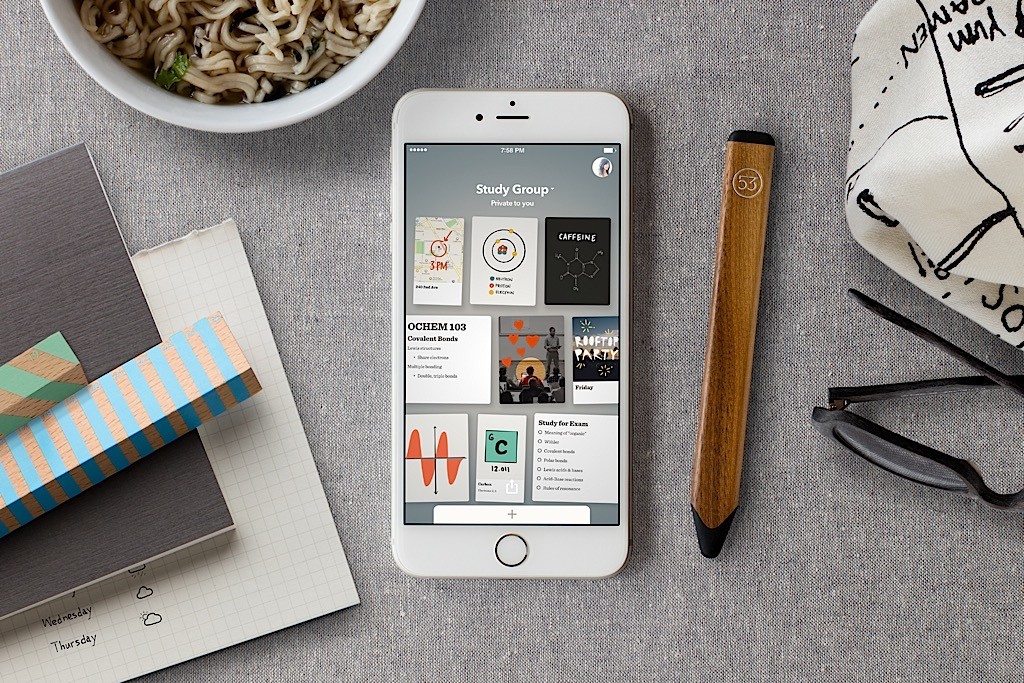 YUM
RAMEN
7:58 PM
Study Group
Private to you
3 PM
CAFFEINE
NEUTRON
PROTON
ELECTRON
OCHEM 103
Covalent Bonds
Lewis structures
• Share electrons
Multiple bonding
• Double, triple bonds
ROOFTOP
PARTY
Friday
6
C
12.011
Carbon
Study for Exam
Meaning of "organic"
Wöhler
Covalent bonds
Polar bonds
Lewis acids & bases
Acid-Base reactions
Rules of resonance
+
53
SO
Wednesday
Thursday